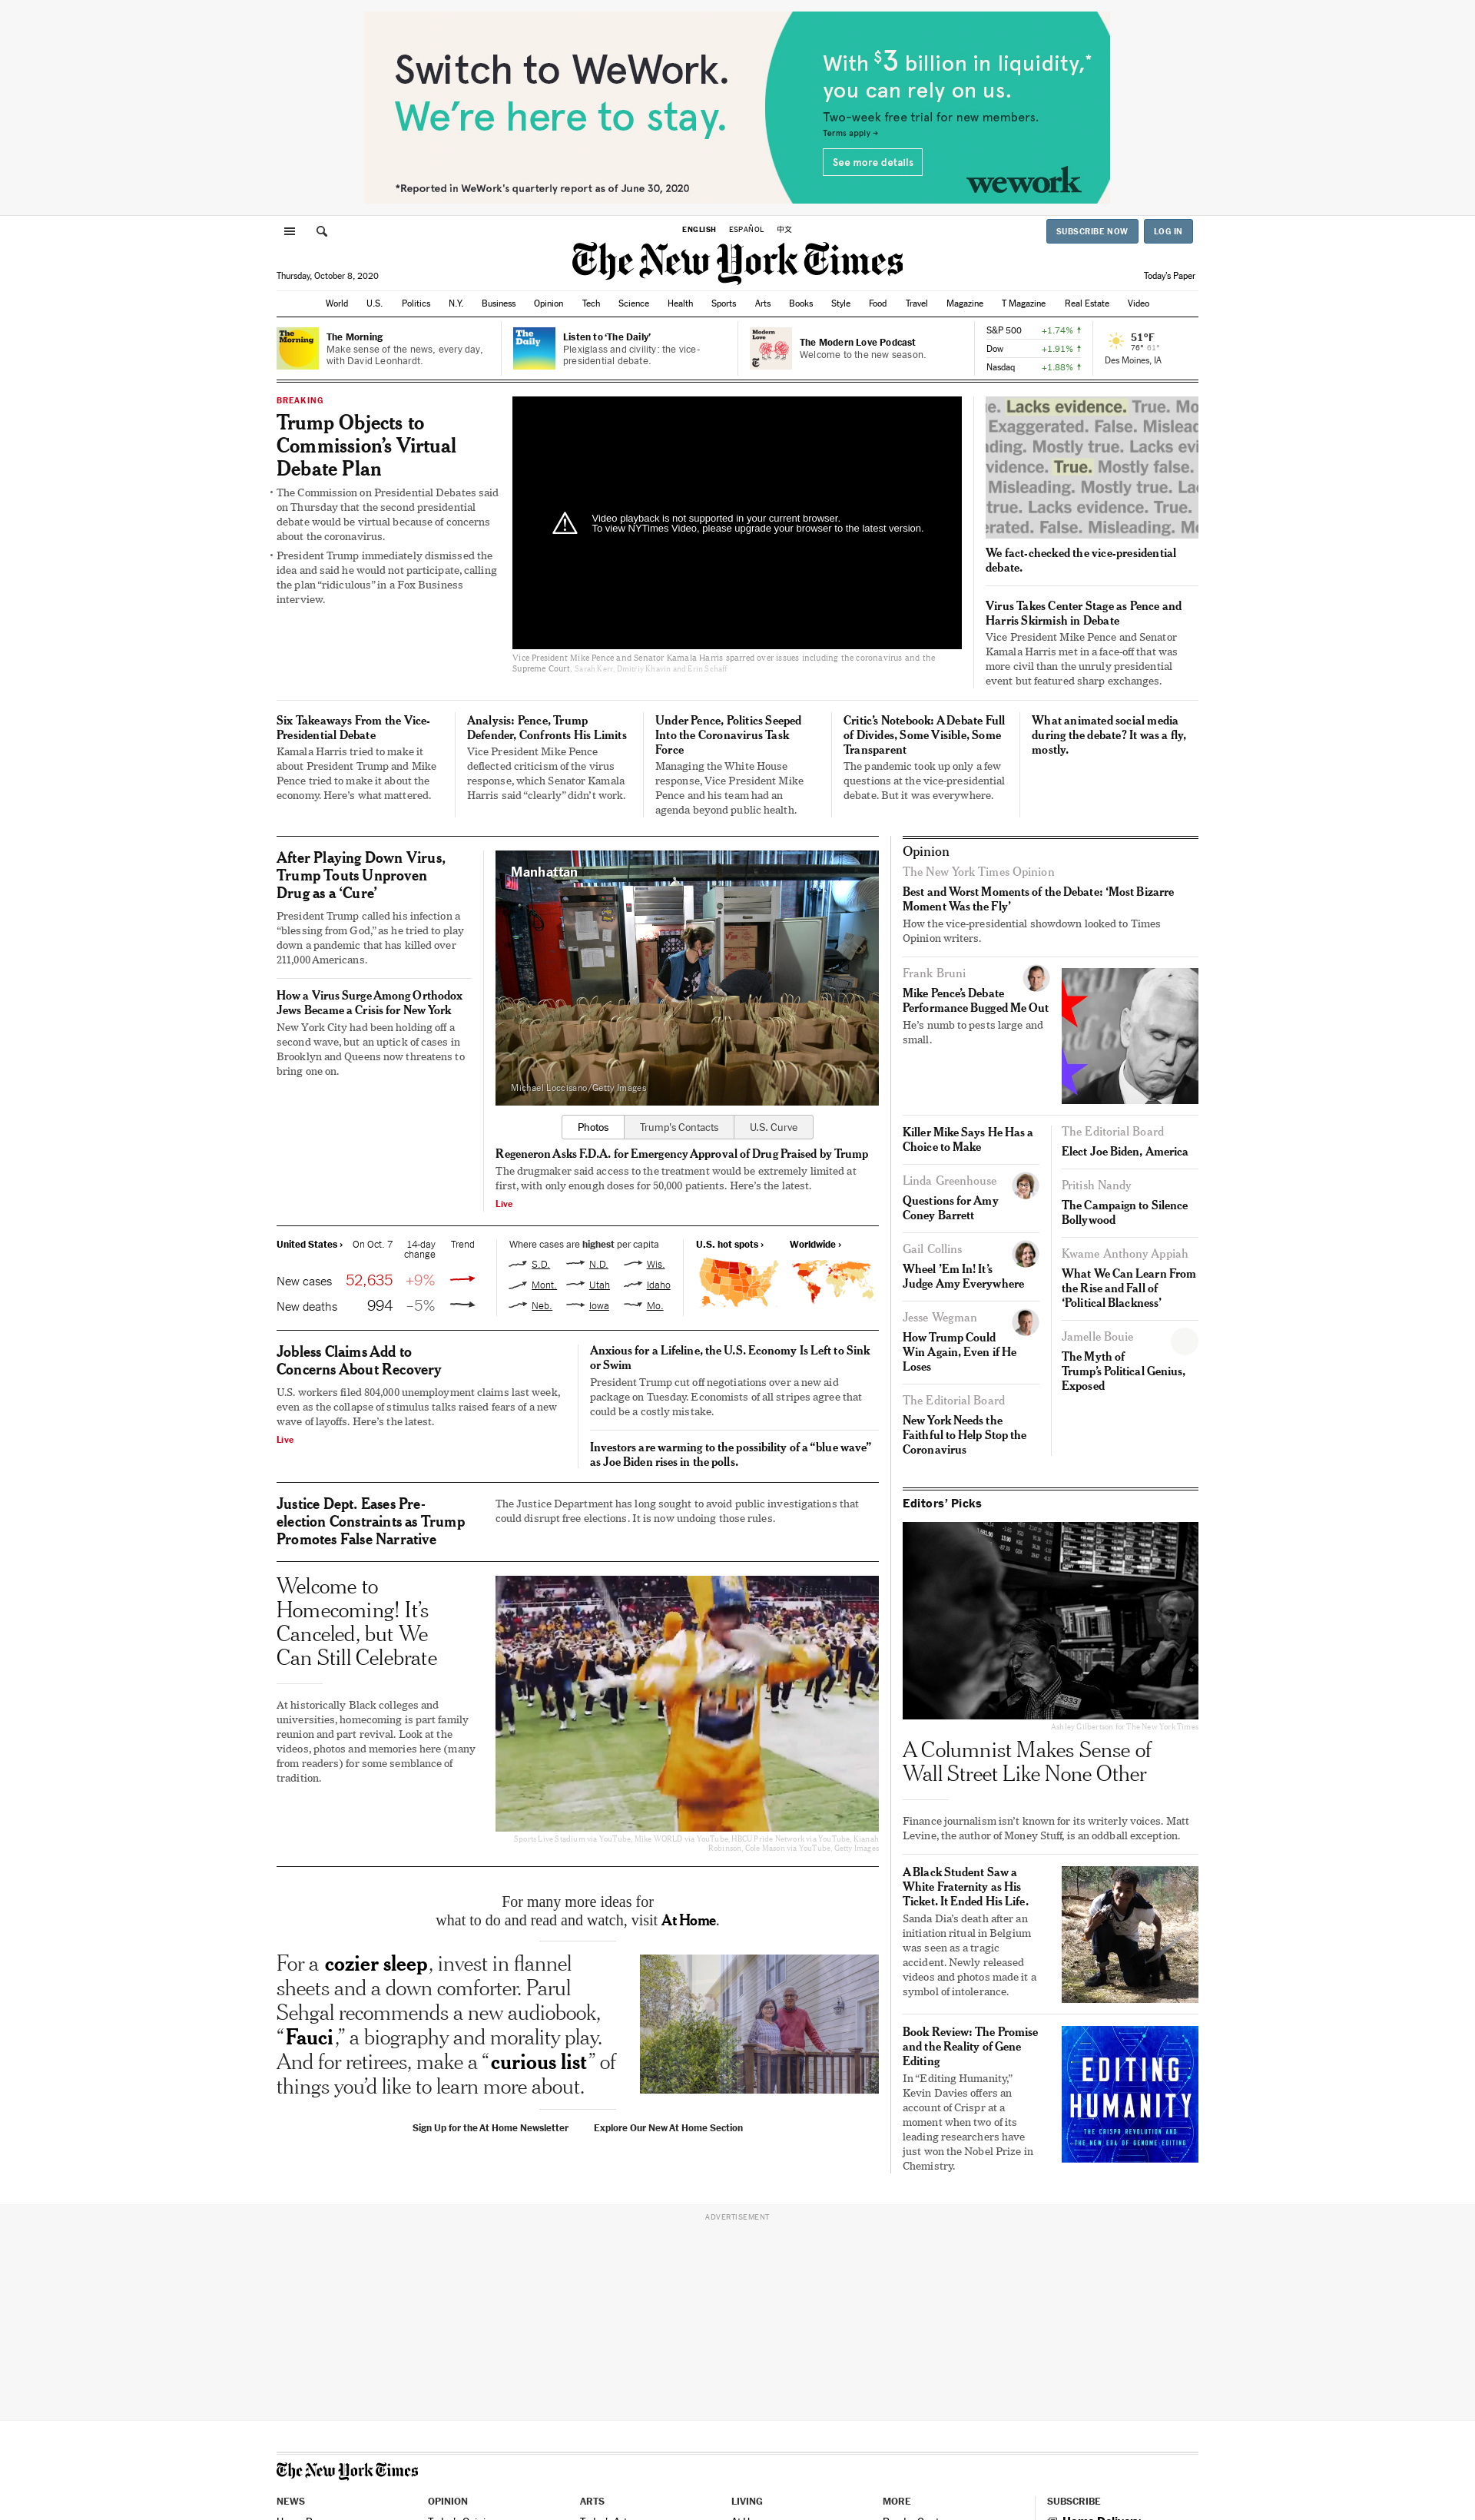 Switch to WeWork.
We're here to stay.
*Reported in WeWork's quarterly report as of June 30, 2020
With $3 billion in liquidity,*
you can rely on us.
Two-week free trial for new members.
Terms apply →
See more details
wework
ENGLISH ESPAÑOL 中文
SUBSCRIBE NOW LOG IN
The New York Times
Thursday, October 8, 2020
Today's Paper
World U.S. Politics N.Y. Business Opinion Tech Science Health Sports Arts Books Style Food Travel Magazine T Magazine Real Estate Video
The Morning
The Morning
Make sense of the news, every day,
with David Leonhardt.
The Daily
Listen to ‘The Daily’
Plexiglass and civility: the vice-
presidential debate.
Modern Love
The Modern Love Podcast
Welcome to the new season.
S&P 500 +1.74% ↑
Dow +1.91% ↑
Nasdaq +1.88% ↑
51°F
76° 61°
Des Moines, IA
BREAKING
Trump Objects to
Commission’s Virtual
Debate Plan
• The Commission on Presidential Debates said
on Thursday that the second presidential
debate would be virtual because of concerns
about the coronavirus.
• President Trump immediately dismissed the
idea and said he would not participate, calling
the plan “ridiculous” in a Fox Business
interview.
Video playback is not supported in your current browser.
To view NYTimes Video, please upgrade your browser to the latest version.
Vice President Mike Pence and Senator Kamala Harris sparred over issues including the coronavirus and the
Supreme Court. Sarah Kerr, Dmitriy Khavin and Erin Schaff
Lacks evidence. True. Mo
Exaggerated. False. Mislead
ding. Mostly true. Lacks evi
vidence. True. Mostly false.
Misleading. Mostly true. Lac
erated. False. Misleading. M
We fact-checked the vice-presidential
debate.
Virus Takes Center Stage as Pence and
Harris Skirmish in Debate
Vice President Mike Pence and Senator
Kamala Harris met in a face-off that was
more civil than the unruly presidential
event but featured sharp exchanges.
Six Takeaways From the Vice-
Presidential Debate
Kamala Harris tried to make it
about President Trump and Mike
Pence tried to make it about the
economy. Here’s what mattered.
Analysis: Pence, Trump
Defender, Confronts His Limits
Vice President Mike Pence
deflected criticism of the virus
response, which Senator Kamala
Harris said “clearly” didn’t work.
Under Pence, Politics Seeped
Into the Coronavirus Task
Force
Managing the White House
response, Vice President Mike
Pence and his team had an
agenda beyond public health.
Critic’s Notebook: A Debate Full
of Divides, Some Visible, Some
Transparent
The pandemic took up only a few
questions at the vice-presidential
debate. But it was everywhere.
What animated social media
during the debate? It was a fly,
mostly.
After Playing Down Virus,
Trump Touts Unproven
Drug as a ‘Cure’
President Trump called his infection a
“blessing from God,” as he tried to play
down a pandemic that has killed over
211,000 Americans.
How a Virus Surge Among Orthodox
Jews Became a Crisis for New York
New York City had been holding off a
second wave, but an uptick of cases in
Brooklyn and Queens now threatens to
bring one on.
Manhattan
Michael Loccisano/Getty Images
Photos Trump’s Contacts U.S. Curve
Regeneron Asks F.D.A. for Emergency Approval of Drug Praised by Trump
The drugmaker said access to the treatment would be extremely limited at
first, with only enough doses for 50,000 patients. Here’s the latest.
Live
United States › On Oct. 7 14-day change Trend
New cases 52,635 +9%
New deaths 994 –5%
Where cases are highest per capita
S.D. N.D. Wis.
Mont. Utah Idaho
Neb. Iowa Mo.
U.S. hot spots › Worldwide ›
Jobless Claims Add to
Concerns About Recovery
U.S. workers filed 804,000 unemployment claims last week,
even as the collapse of stimulus talks raised fears of a new
wave of layoffs. Here’s the latest.
Live
Anxious for a Lifeline, the U.S. Economy Is Left to Sink
or Swim
President Trump cut off negotiations over a new aid
package on Tuesday. Economists of all stripes agree that
could be a costly mistake.
Investors are warming to the possibility of a “blue wave”
as Joe Biden rises in the polls.
Justice Dept. Eases Pre-
election Constraints as Trump
Promotes False Narrative
The Justice Department has long sought to avoid public investigations that
could disrupt free elections. It is now undoing those rules.
Welcome to
Homecoming! It’s
Canceled, but We
Can Still Celebrate
At historically Black colleges and
universities, homecoming is part family
reunion and part revival. Look at the
videos, photos and memories here (many
from readers) for some semblance of
tradition.
Sports Live Stadium via YouTube, Mike WORLD via YouTube, HBCU Pride Network via YouTube, Kianah
Robinson, Cole Mason via YouTube, Getty Images
For many more ideas for
what to do and read and watch, visit At Home.
For a cozier sleep, invest in flannel
sheets and a down comforter. Parul
Sehgal recommends a new audiobook,
“Fauci,” a biography and morality play.
And for retirees, make a “curious list” of
things you’d like to learn more about.
Sign Up for the At Home Newsletter Explore Our New At Home Section
Opinion
The New York Times Opinion
Best and Worst Moments of the Debate: ‘Most Bizarre
Moment Was the Fly’
How the vice-presidential showdown looked to Times
Opinion writers.
Frank Bruni
Mike Pence’s Debate
Performance Bugged Me Out
He’s numb to pests large and
small.
Killer Mike Says He Has a
Choice to Make
Linda Greenhouse
Questions for Amy
Coney Barrett
Gail Collins
Wheel ’Em In! It’s
Judge Amy Everywhere
Jesse Wegman
How Trump Could
Win Again, Even if He
Loses
The Editorial Board
New York Needs the
Faithful to Help Stop the
Coronavirus
The Editorial Board
Elect Joe Biden, America
Pritish Nandy
The Campaign to Silence
Bollywood
Kwame Anthony Appiah
What We Can Learn From
the Rise and Fall of
‘Political Blackness’
Jamelle Bouie
The Myth of
Trump’s Political Genius,
Exposed
Editors’ Picks
Ashley Gilbertson for The New York Times
A Columnist Makes Sense of
Wall Street Like None Other
Finance journalism isn’t known for its writerly voices. Matt
Levine, the author of Money Stuff, is an oddball exception.
A Black Student Saw a
White Fraternity as His
Ticket. It Ended His Life.
Sanda Dia’s death after an
initiation ritual in Belgium
was seen as a tragic
accident. Newly released
videos and photos made it a
symbol of intolerance.
Book Review: The Promise
and the Reality of Gene
Editing
In “Editing Humanity,”
Kevin Davies offers an
account of Crispr at a
moment when two of its
leading researchers have
just won the Nobel Prize in
Chemistry.
EDITING
HUMANITY
THE CRISPR REVOLUTION AND
THE NEW ERA OF GENOME EDITING
ADVERTISEMENT
The New York Times
NEWS OPINION ARTS LIVING MORE SUBSCRIBE